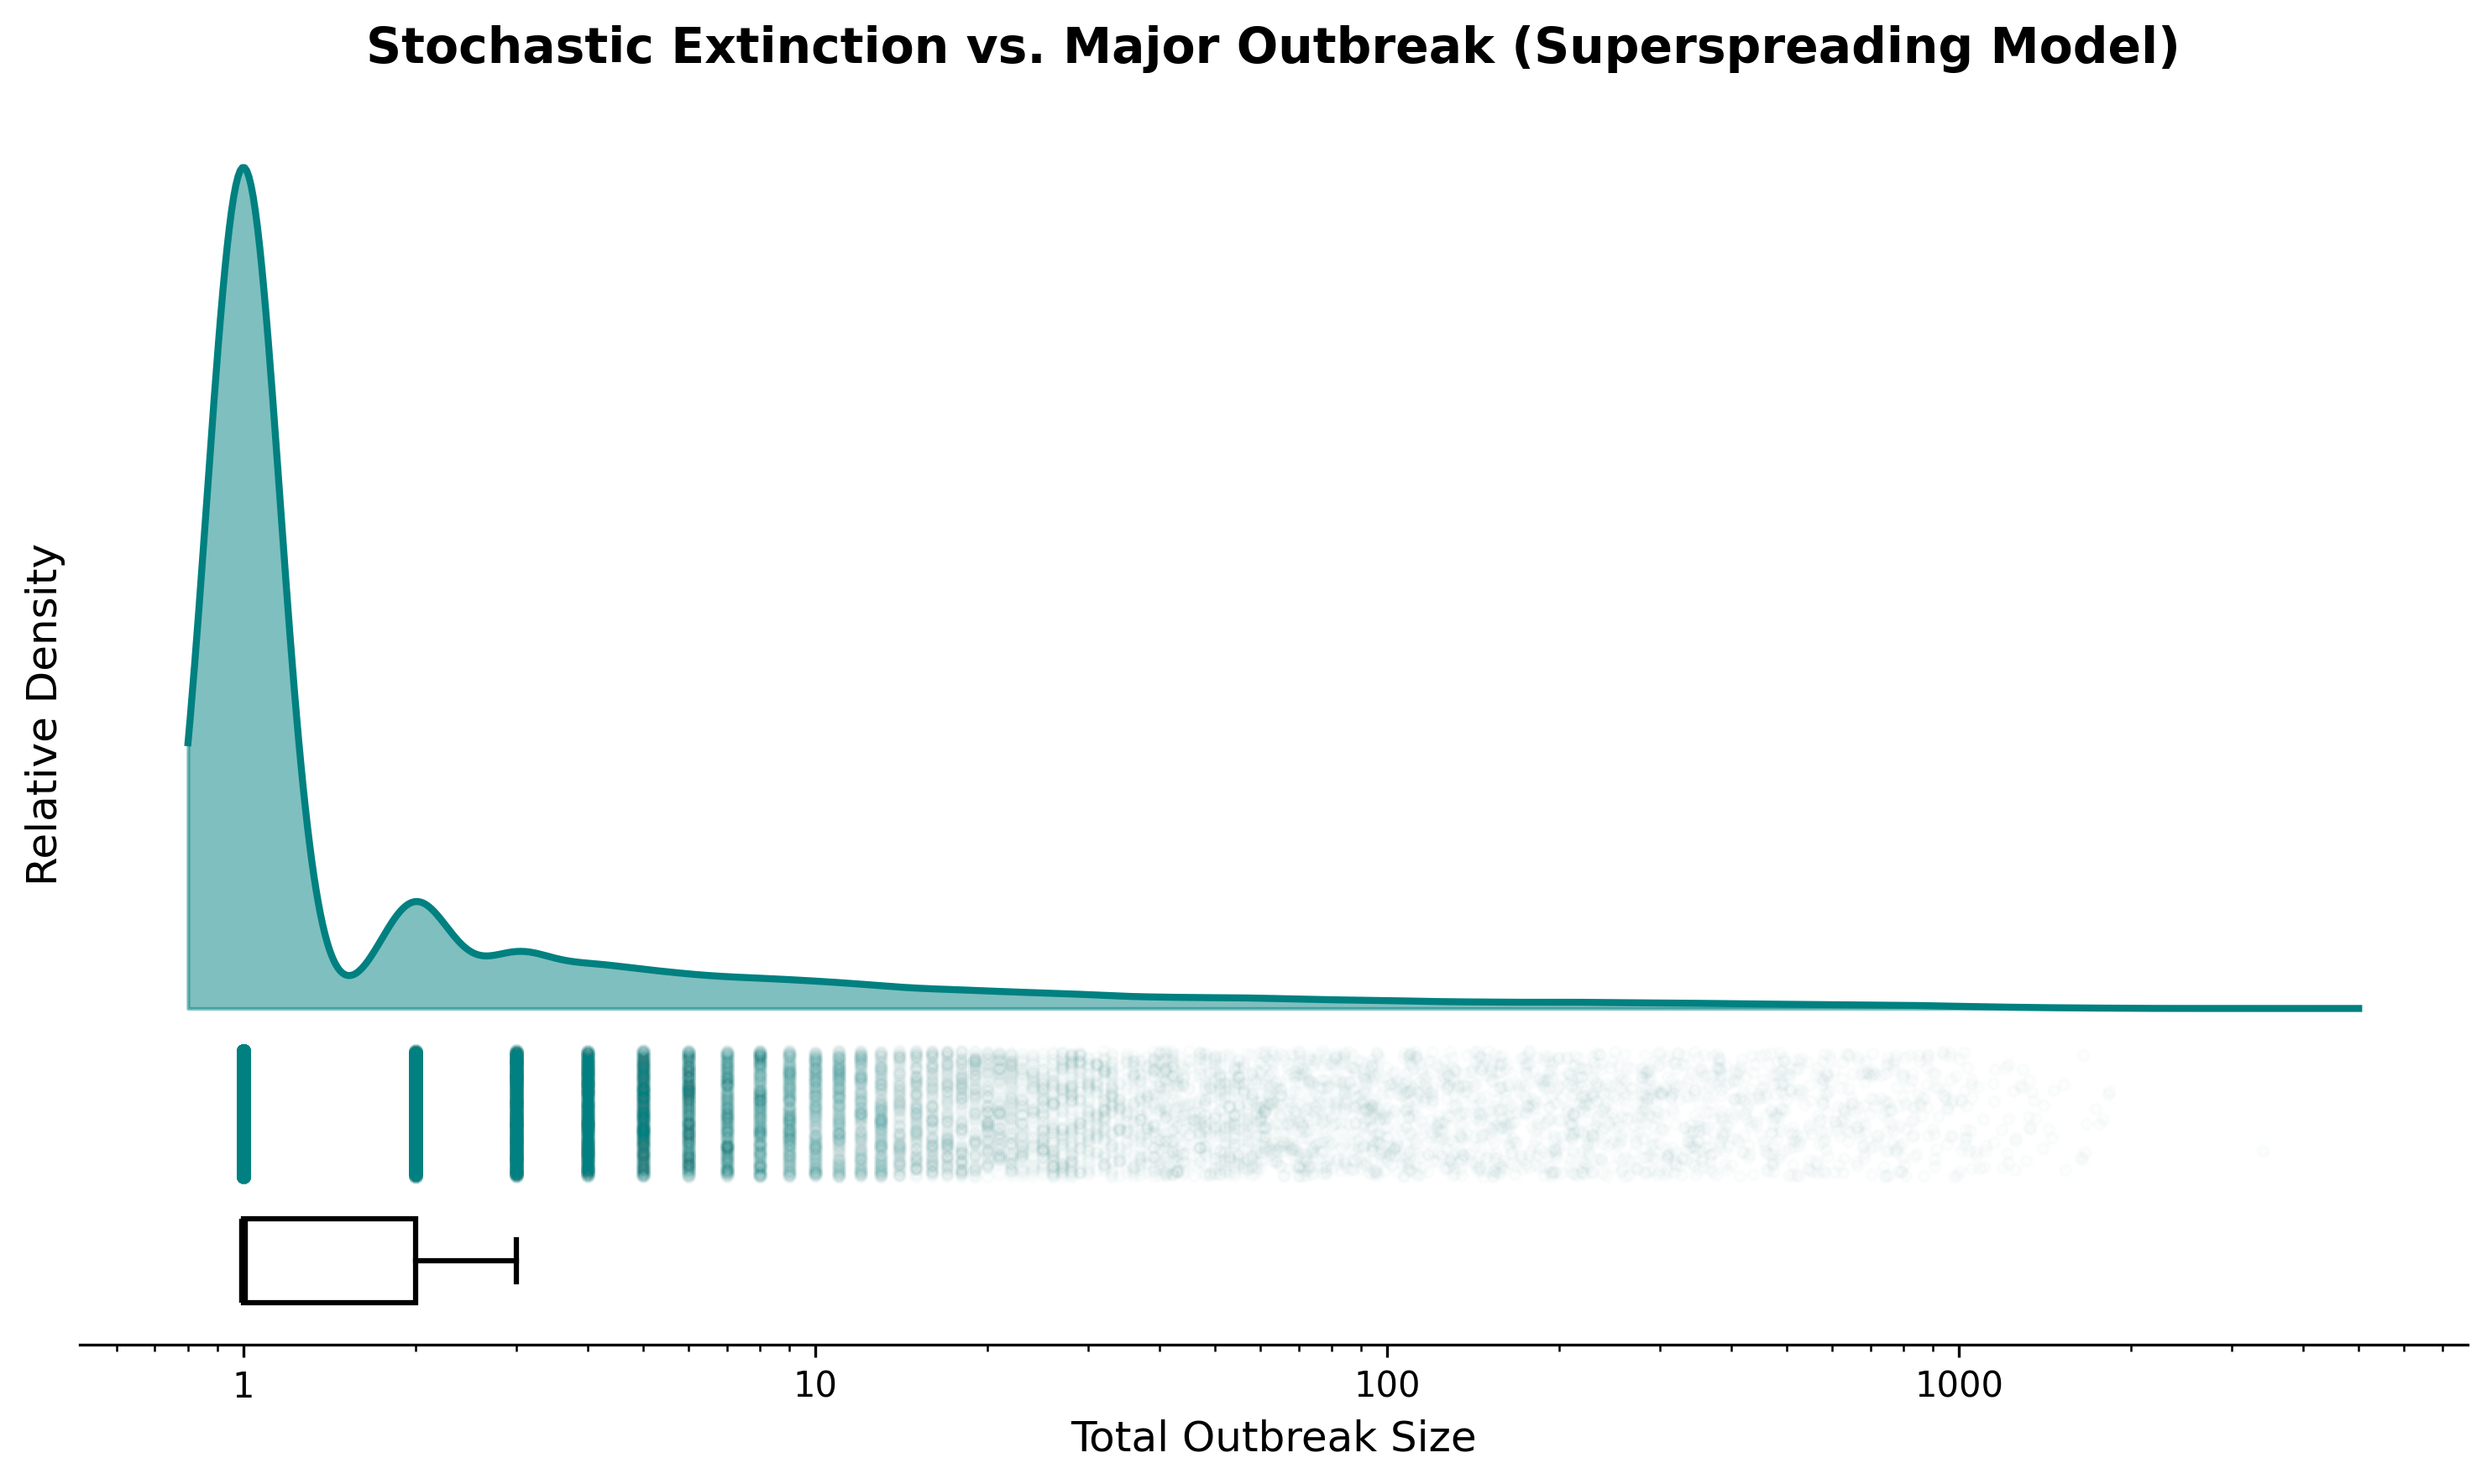 Stochastic Extinction vs. Major Outbreak (Superspreading Model)
Relative Density
1 10 100 1000
Total Outbreak Size